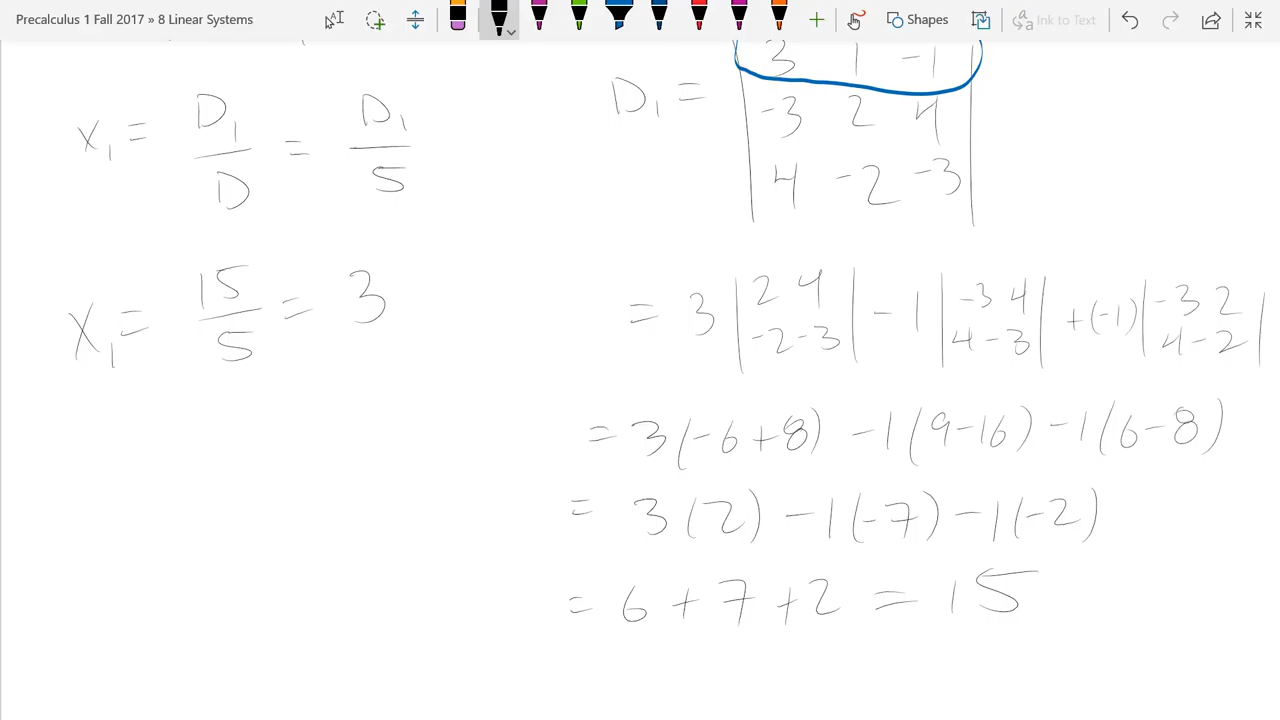 Precalculus 1 Fall 2017 » 8 Linear Systems
Shapes
Ink to Text
x₁ = D₁/D = D₁/5
x₁ = 15/5 = 3
D₁ = | 3 1 -1 |
| -3 2 4 |
| 4 -2 -3 |
= 3 | 2 4 | - 1 | -3 4 | + (-1) | -3 2 |
| -2 -3 | | 4 -3 | | 4 -2 |
= 3(-6+8) -1(9-16) -1(6-8)
= 3(2) -1(-7) -1(-2)
= 6 + 7 + 2 = 15